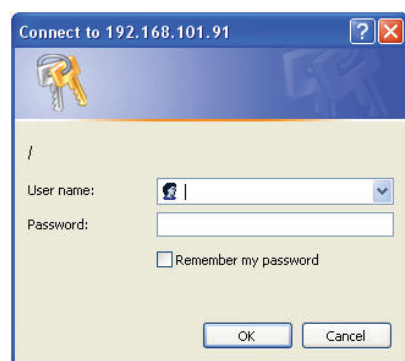 Connect to 192.168.101.91
/
User name:
Password:
Remember my password
OK Cancel